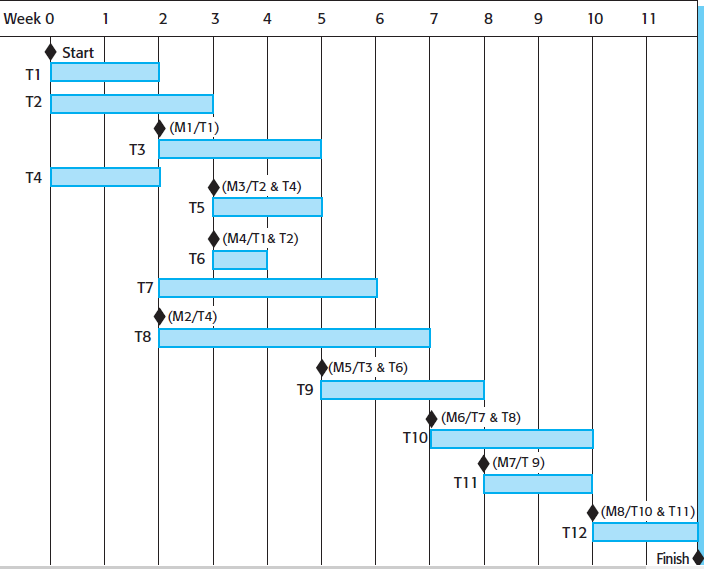 Week 0 1 2 3 4 5 6 7 8 9 10 11
Start
T1
T2
(M1/T1)
T3
T4
(M3/T2 & T4)
T5
(M4/T1& T2)
T6
T7
(M2/T4)
T8
(M5/T3 & T6)
T9
(M6/T7 & T8)
T10
(M7/T 9)
T11
(M8/T10 & T11)
T12
Finish